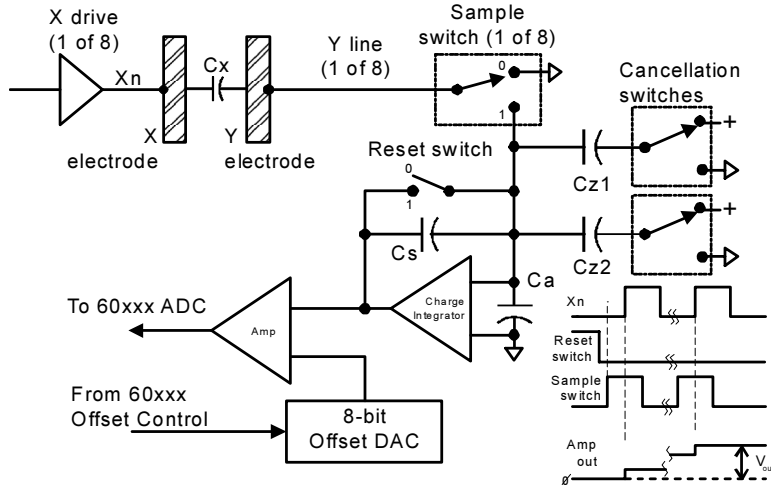 X drive
(1 of 8)
Xn
Cx
X
electrode
Y
electrode
Y line
(1 of 8)
Sample
switch (1 of 8)
0
1
Cancellation
switches
+
Cz1
+
Cz2
Reset switch
0
1
Cs
Ca
Charge
Integrator
Amp
To 60xxx ADC
From 60xxx
Offset Control
8-bit
Offset DAC
Xn
Reset
switch
Sample
switch
Amp
out
ø